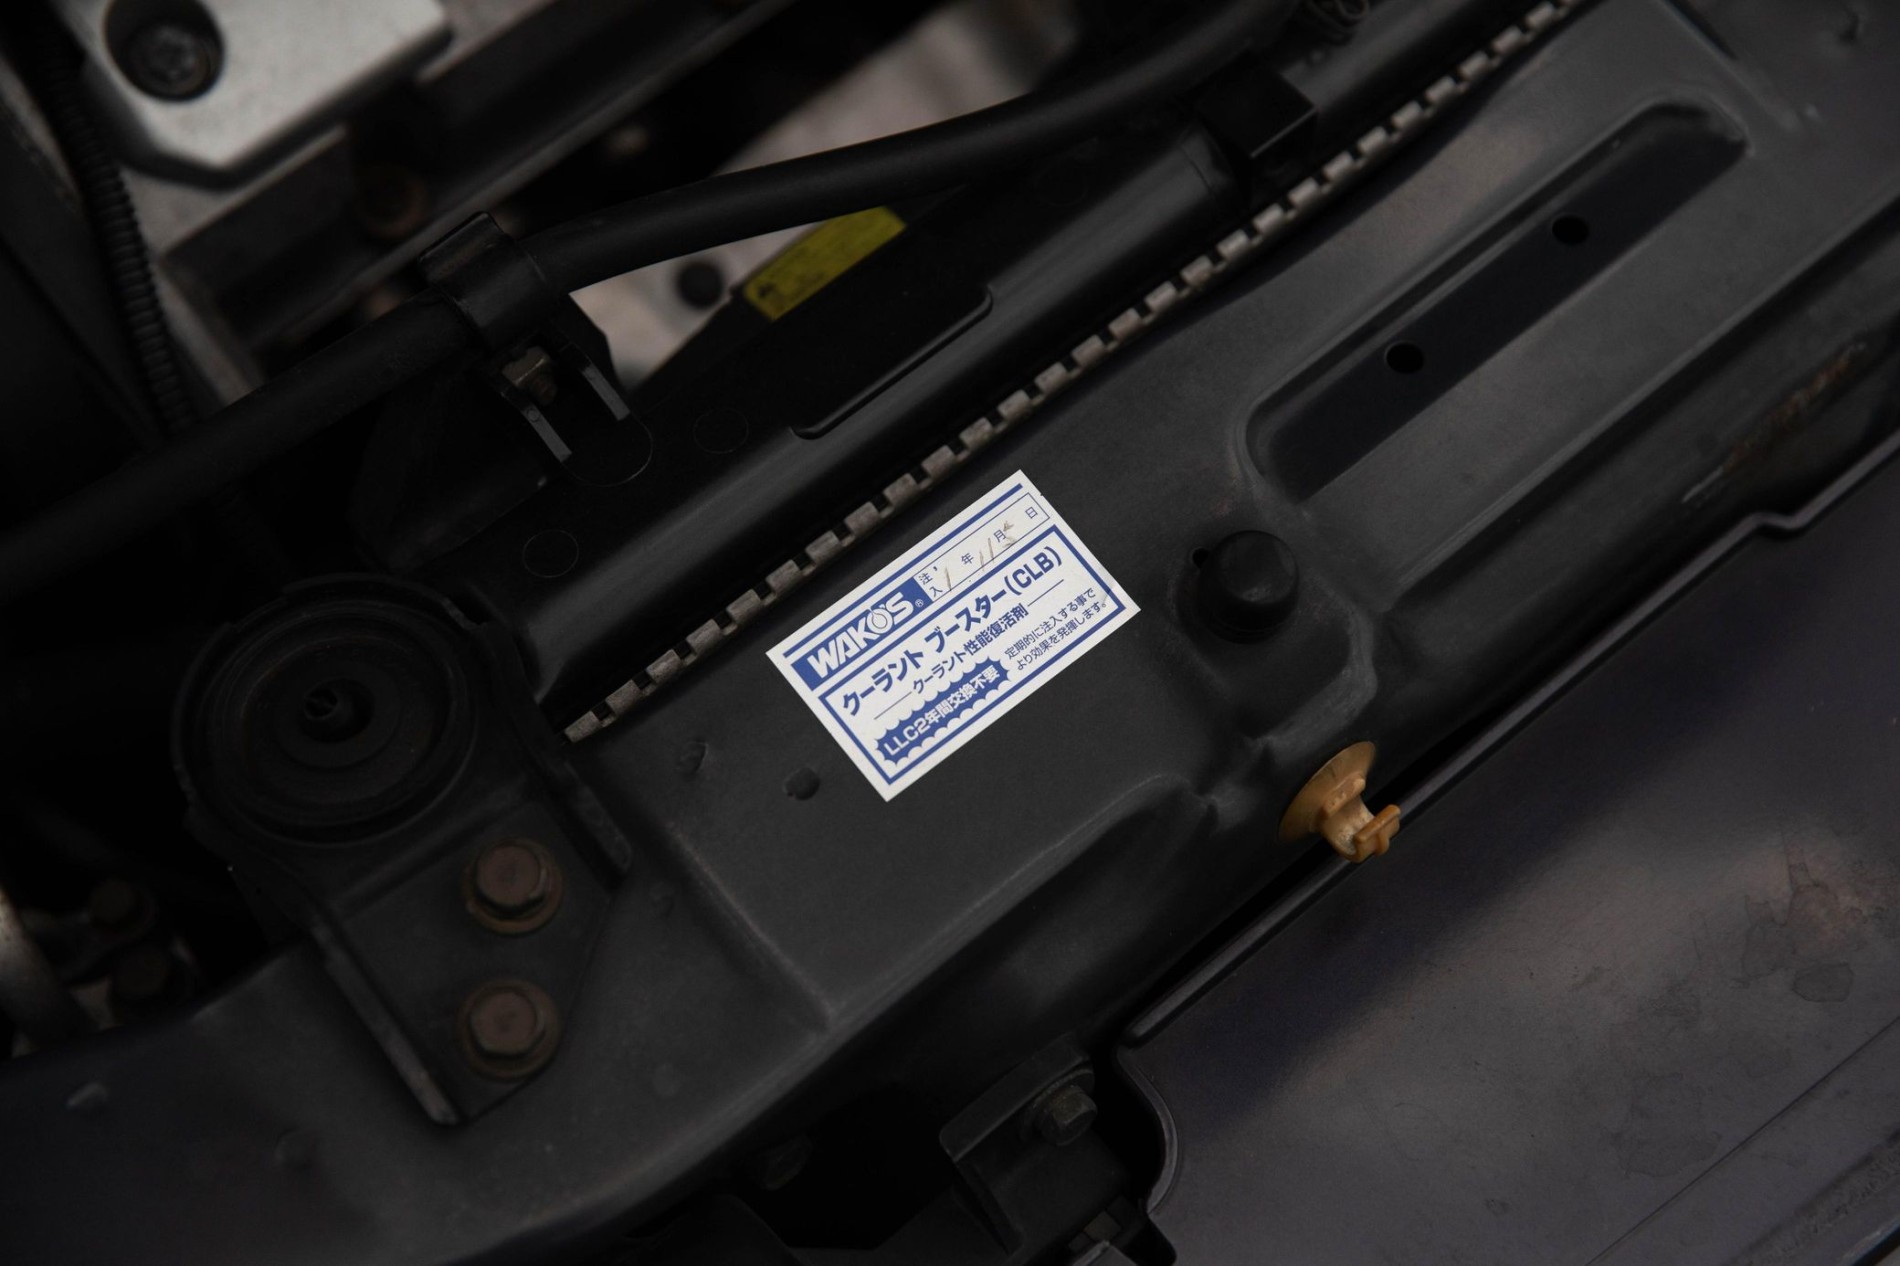 WAKO'S® 注入 年 月 日
クーラント ブースター(CLB)
クーラント性能復活剤
LLC2年間交換不要
定期的に注入する事で
より効果を発揮します。